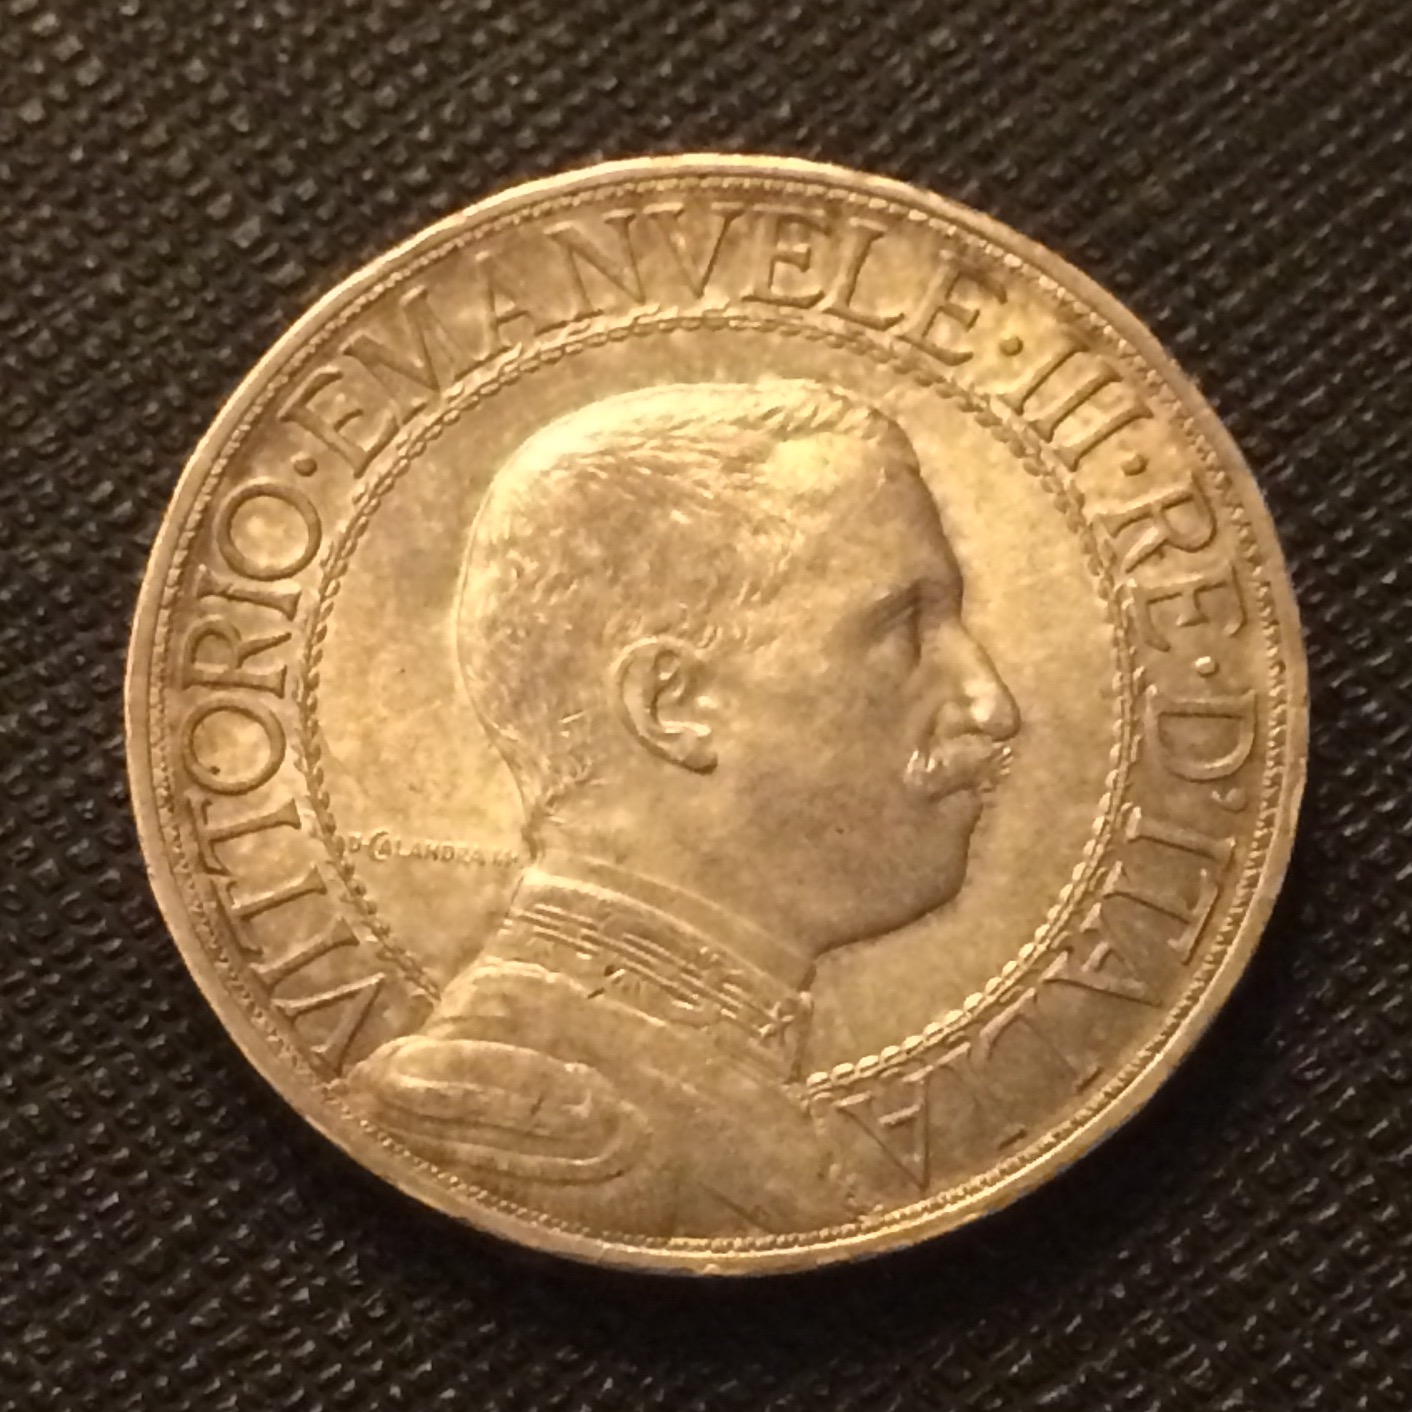 VITTORIO · EMANVELE · III · RE · D'ITALIA
D· CALANDRA M.